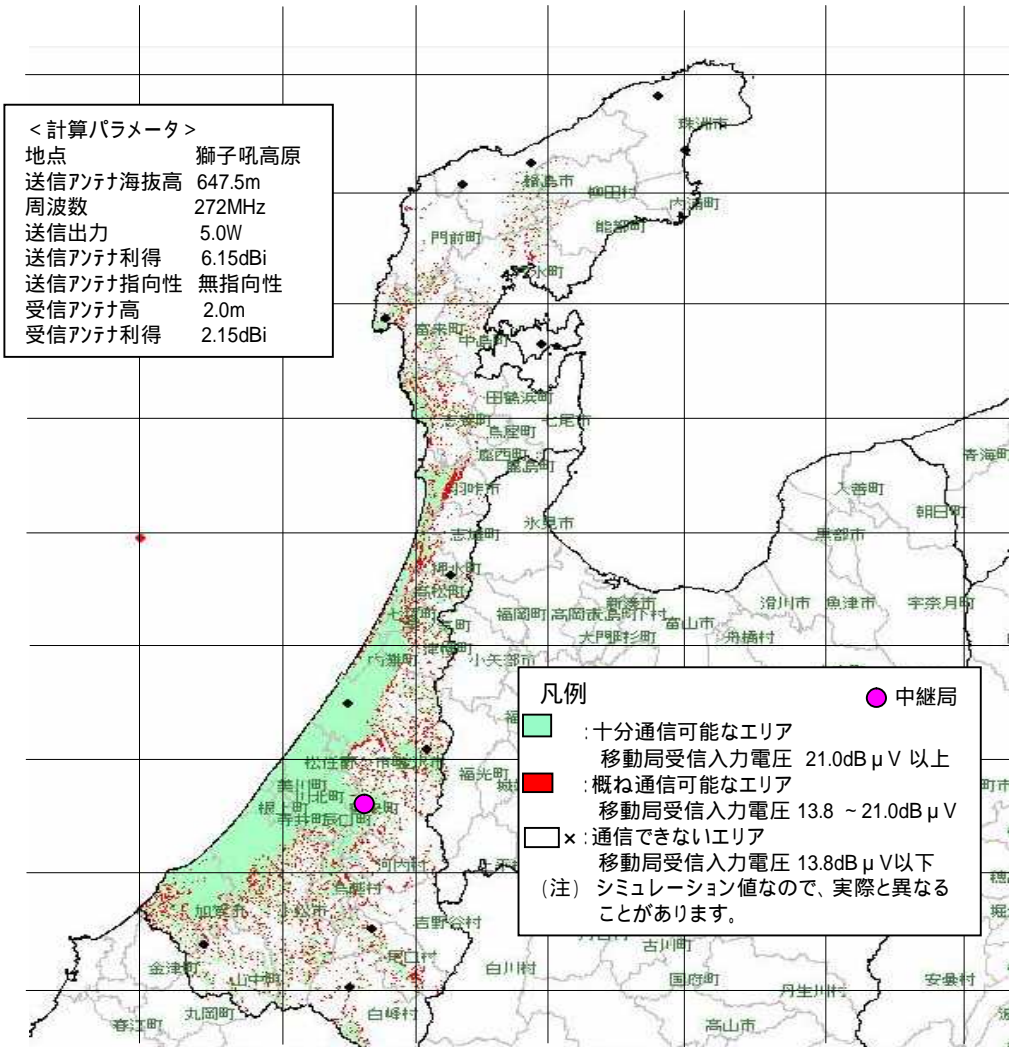 <計算パラメータ>
地点 獅子吼高原
送信アンテナ海抜高 647.5m
周波数 272MHz
送信出力 5.0W
送信アンテナ利得 6.15dBi
送信アンテナ指向性 無指向性
受信アンテナ高 2.0m
受信アンテナ利得 2.15dBi
珠洲市
輪島市
柳田村
内浦町
能都町
門前町
穴水町
富来町
中島町
田鶴浜町
志賀町
七尾市
鳥屋町
鹿西町
鹿島町
青海町
羽咋市
入善町
朝日町
氷見市
志雄町
黒部市
押水町
高松町
七塚町
福岡町
高岡市
新湊市
大島町
下村
滑川市
魚津市
宇奈月町
富山市
大門町
舟橋村
津幡町
内灘町
小矢部市
凡例
中継局
:十分通信可能なエリア
移動局受信入力電圧 21.0dBμV 以上
:概ね通信可能なエリア
移動局受信入力電圧 13.8 ~21.0dBμV
×:通信できないエリア
移動局受信入力電圧 13.8dBμV以下
(注) シミュレーション値なので、実際と異なる
ことがあります。
松任市
福光町
美川町
川北町
根上町
寺井町
辰口町
河内村
鳥越村
加賀市
小松市
吉野谷村
尾口村
古川町
金津町
山中町
白川村
国府町
丹生川村
安曇村
丸岡町
白峰村
春江町
高山市